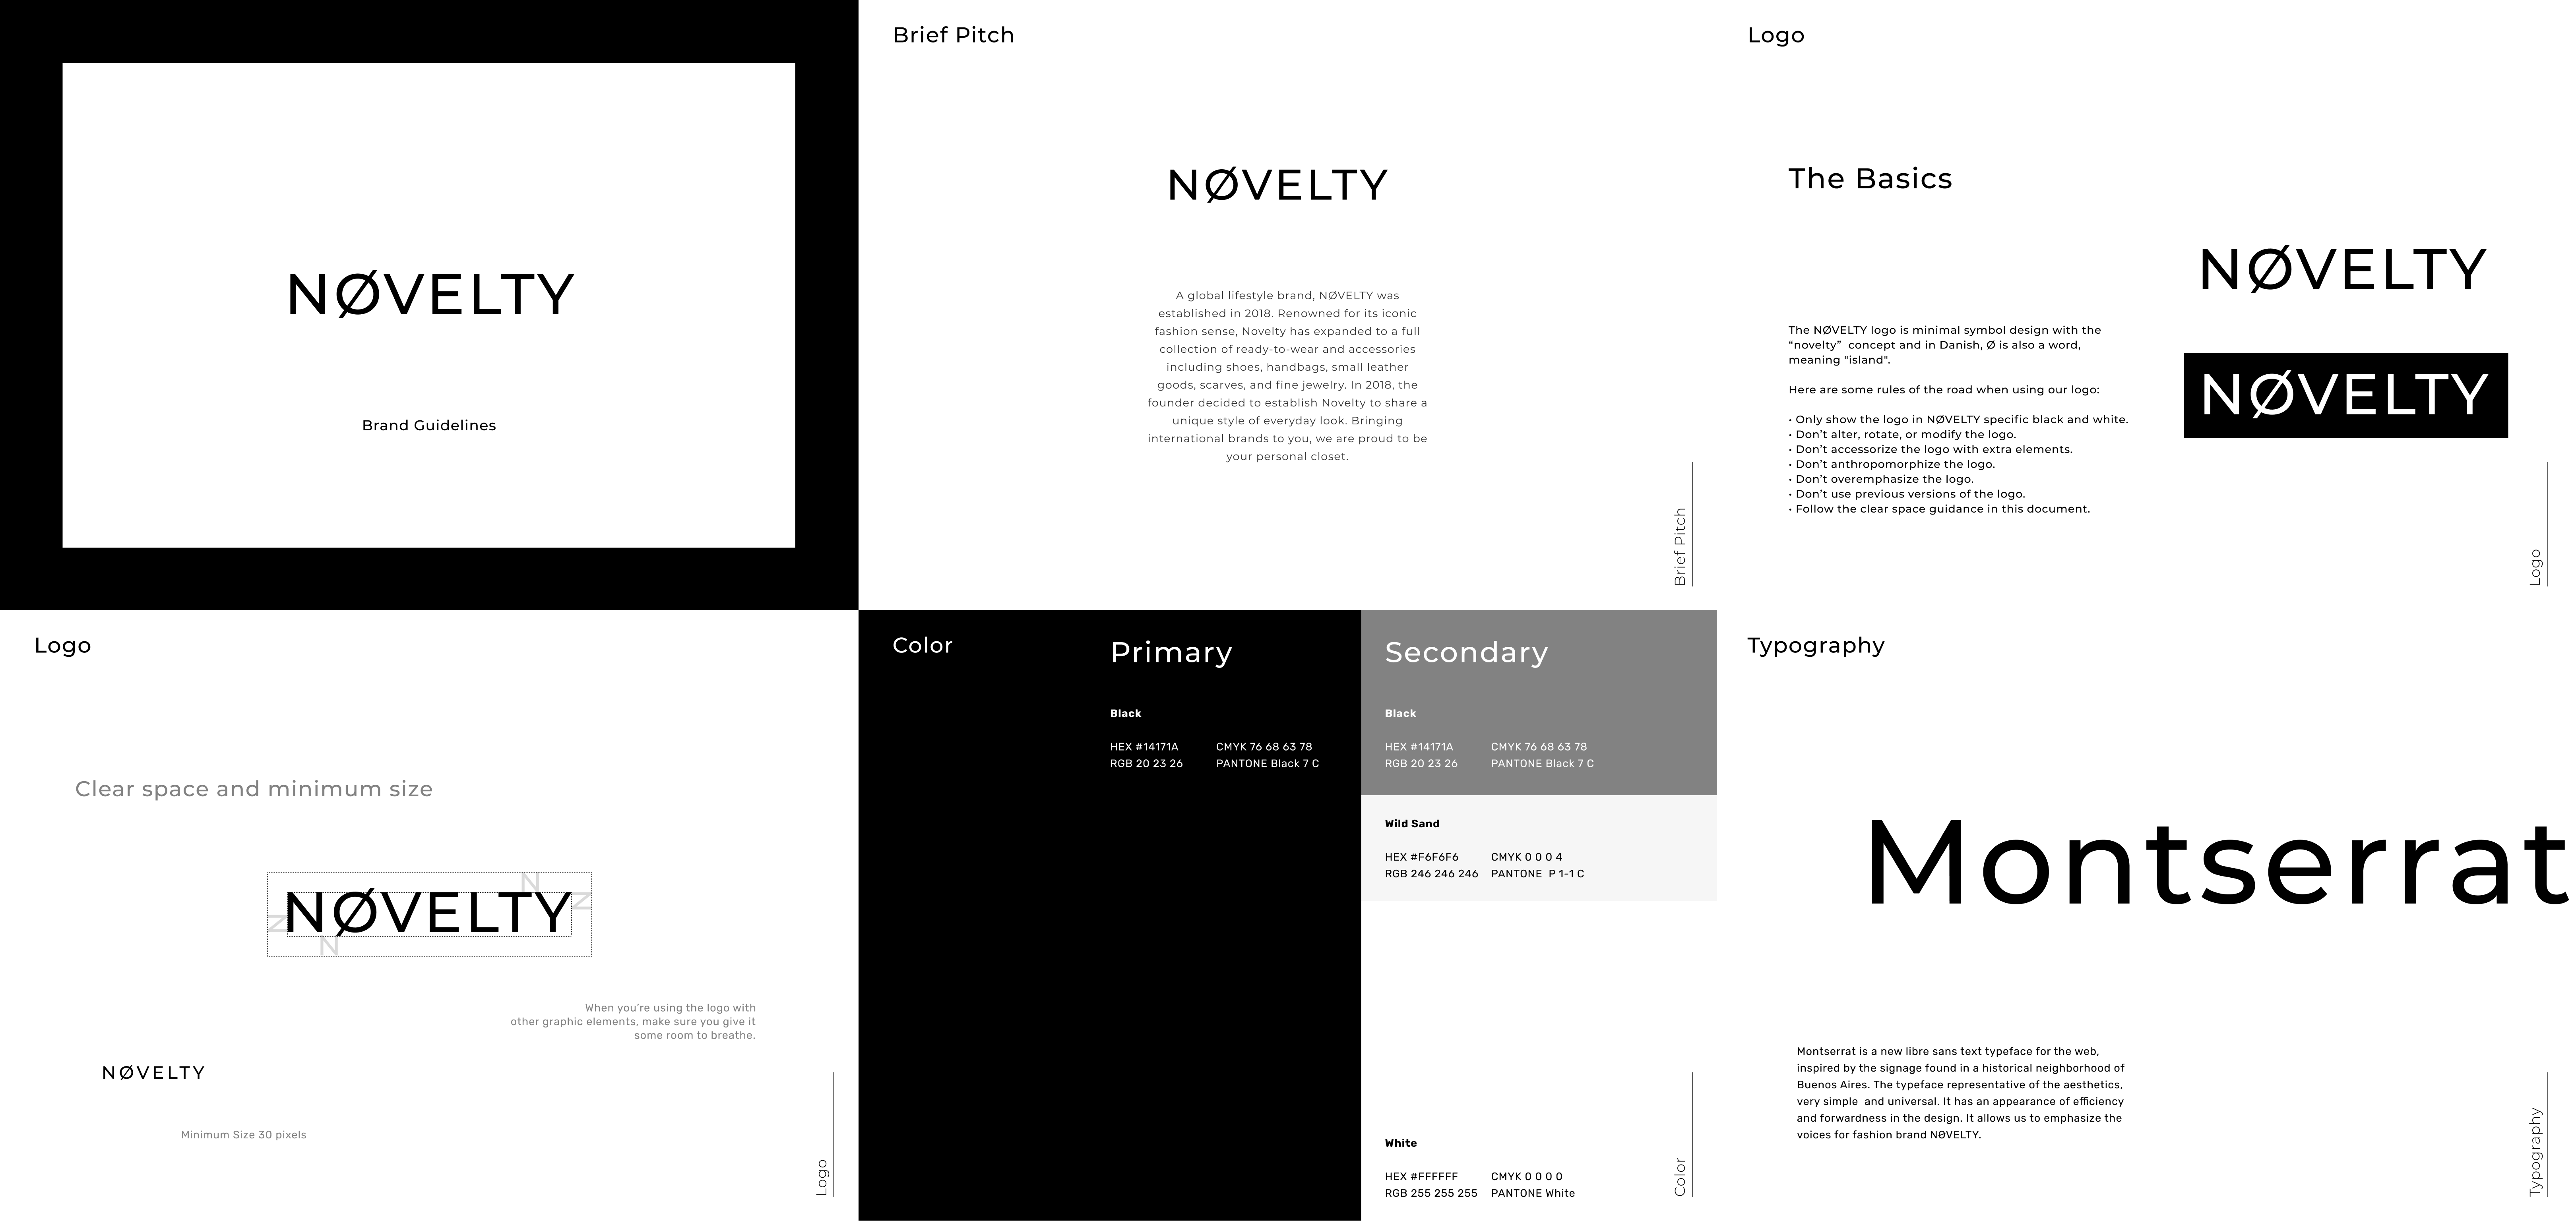 NØVELTY
Brand Guidelines
Brief Pitch
NØVELTY
A global lifestyle brand, NØVELTY was
established in 2018. Renowned for its iconic
fashion sense, Novelty has expanded to a full
collection of ready-to-wear and accessories
including shoes, handbags, small leather
goods, scarves, and fine jewelry. In 2018, the
founder decided to establish Novelty to share a
unique style of everyday look. Bringing
international brands to you, we are proud to be
your personal closet.
Brief Pitch
Logo
The Basics
The NØVELTY logo is minimal symbol design with the
“novelty”  concept and in Danish, Ø is also a word,
meaning "island".
Here are some rules of the road when using our logo:
• Only show the logo in NØVELTY specific black and white.
• Don’t alter, rotate, or modify the logo.
• Don’t accessorize the logo with extra elements.
• Don’t anthropomorphize the logo.
• Don’t overemphasize the logo.
• Don’t use previous versions of the logo.
• Follow the clear space guidance in this document.
NØVELTY
NØVELTY
Logo
Logo
Clear space and minimum size
N
NØVELTY
N
N
N
When you’re using the logo with
other graphic elements, make sure you give it
some room to breathe.
NØVELTY
Minimum Size 30 pixels
Logo
Color
Primary
Black
HEX #14171A CMYK 76 68 63 78
RGB 20 23 26 PANTONE Black 7 C
Secondary
Black
HEX #14171A CMYK 76 68 63 78
RGB 20 23 26 PANTONE Black 7 C
Wild Sand
HEX #F6F6F6 CMYK 0 0 0 4
RGB 246 246 246 PANTONE  P 1-1 C
White
HEX #FFFFFF CMYK 0 0 0 0
RGB 255 255 255 PANTONE White
Color
Typography
Montserrat
Montserrat is a new libre sans text typeface for the web,
inspired by the signage found in a historical neighborhood of
Buenos Aires. The typeface representative of the aesthetics,
very simple  and universal. It has an appearance of efficiency
and forwardness in the design. It allows us to emphasize the
voices for fashion brand NØVELTY.
Typography